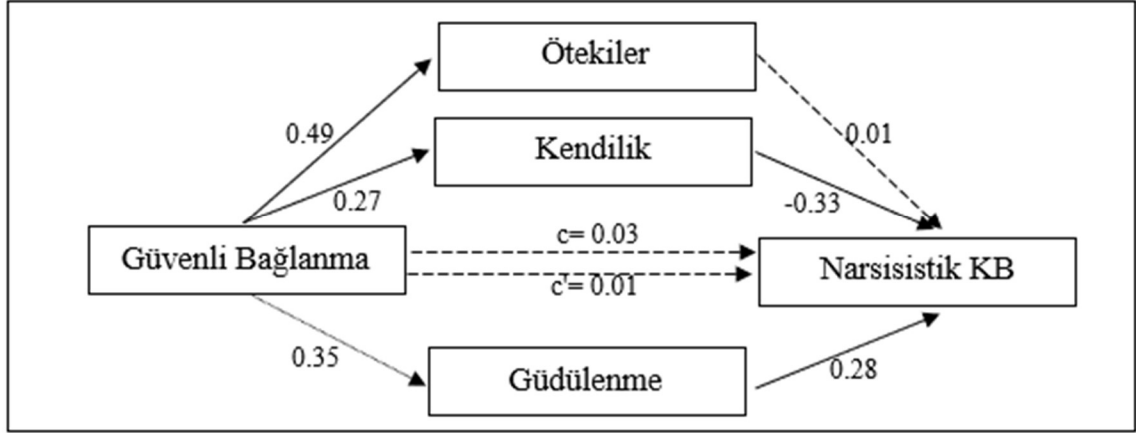 Ötekiler
0.49
0.01
Kendilik
0.27
-0.33
Güvenli Bağlanma
c= 0.03
c'= 0.01
Narsisistik KB
0.35
Güdülenme
0.28